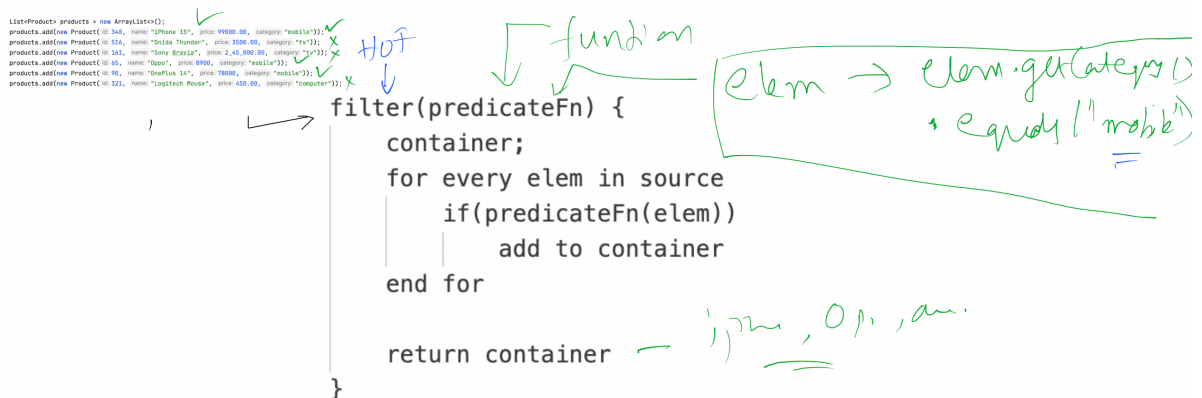 List<Product> products = new ArrayList<>();
products.add(new Product( id: 340, name: "iPhone 15", price: 99000.00, category: "mobile"));
products.add(new Product( id: 516, name: "Onida Thunder", price: 3500.00, category: "tv"));
products.add(new Product( id: 161, name: "Sony Bravia", price: 2_45_000.00, category: "tv"));
products.add(new Product( id: 65, name: "Oppo", price: 8900, category: "mobile"));
products.add(new Product( id: 90, name: "OnePlus 14", price: 78000, category: "mobile"));
products.add(new Product( id: 321, name: "Logitech Mouse", price: 450.00, category: "computer"));
HOF
function
elem → elem.getCategory()
. equals("mobile")
filter(predicateFn) {
container;
for every elem in source
if(predicateFn(elem))
add to container
end for
return container
}